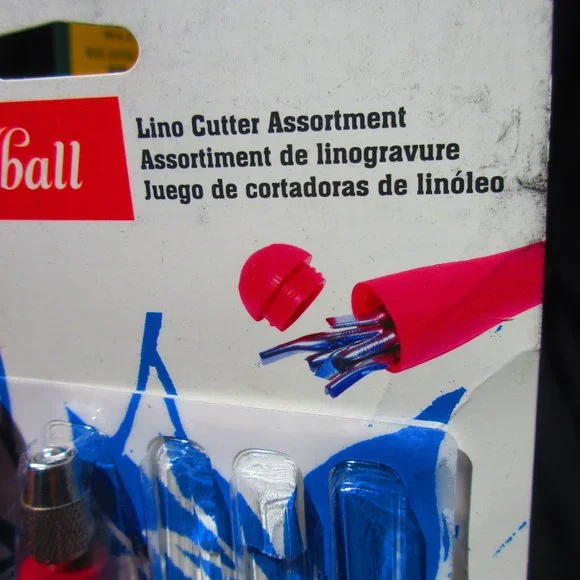 ball
Lino Cutter Assortment
Assortiment de linogravure
Juego de cortadoras de linóleo